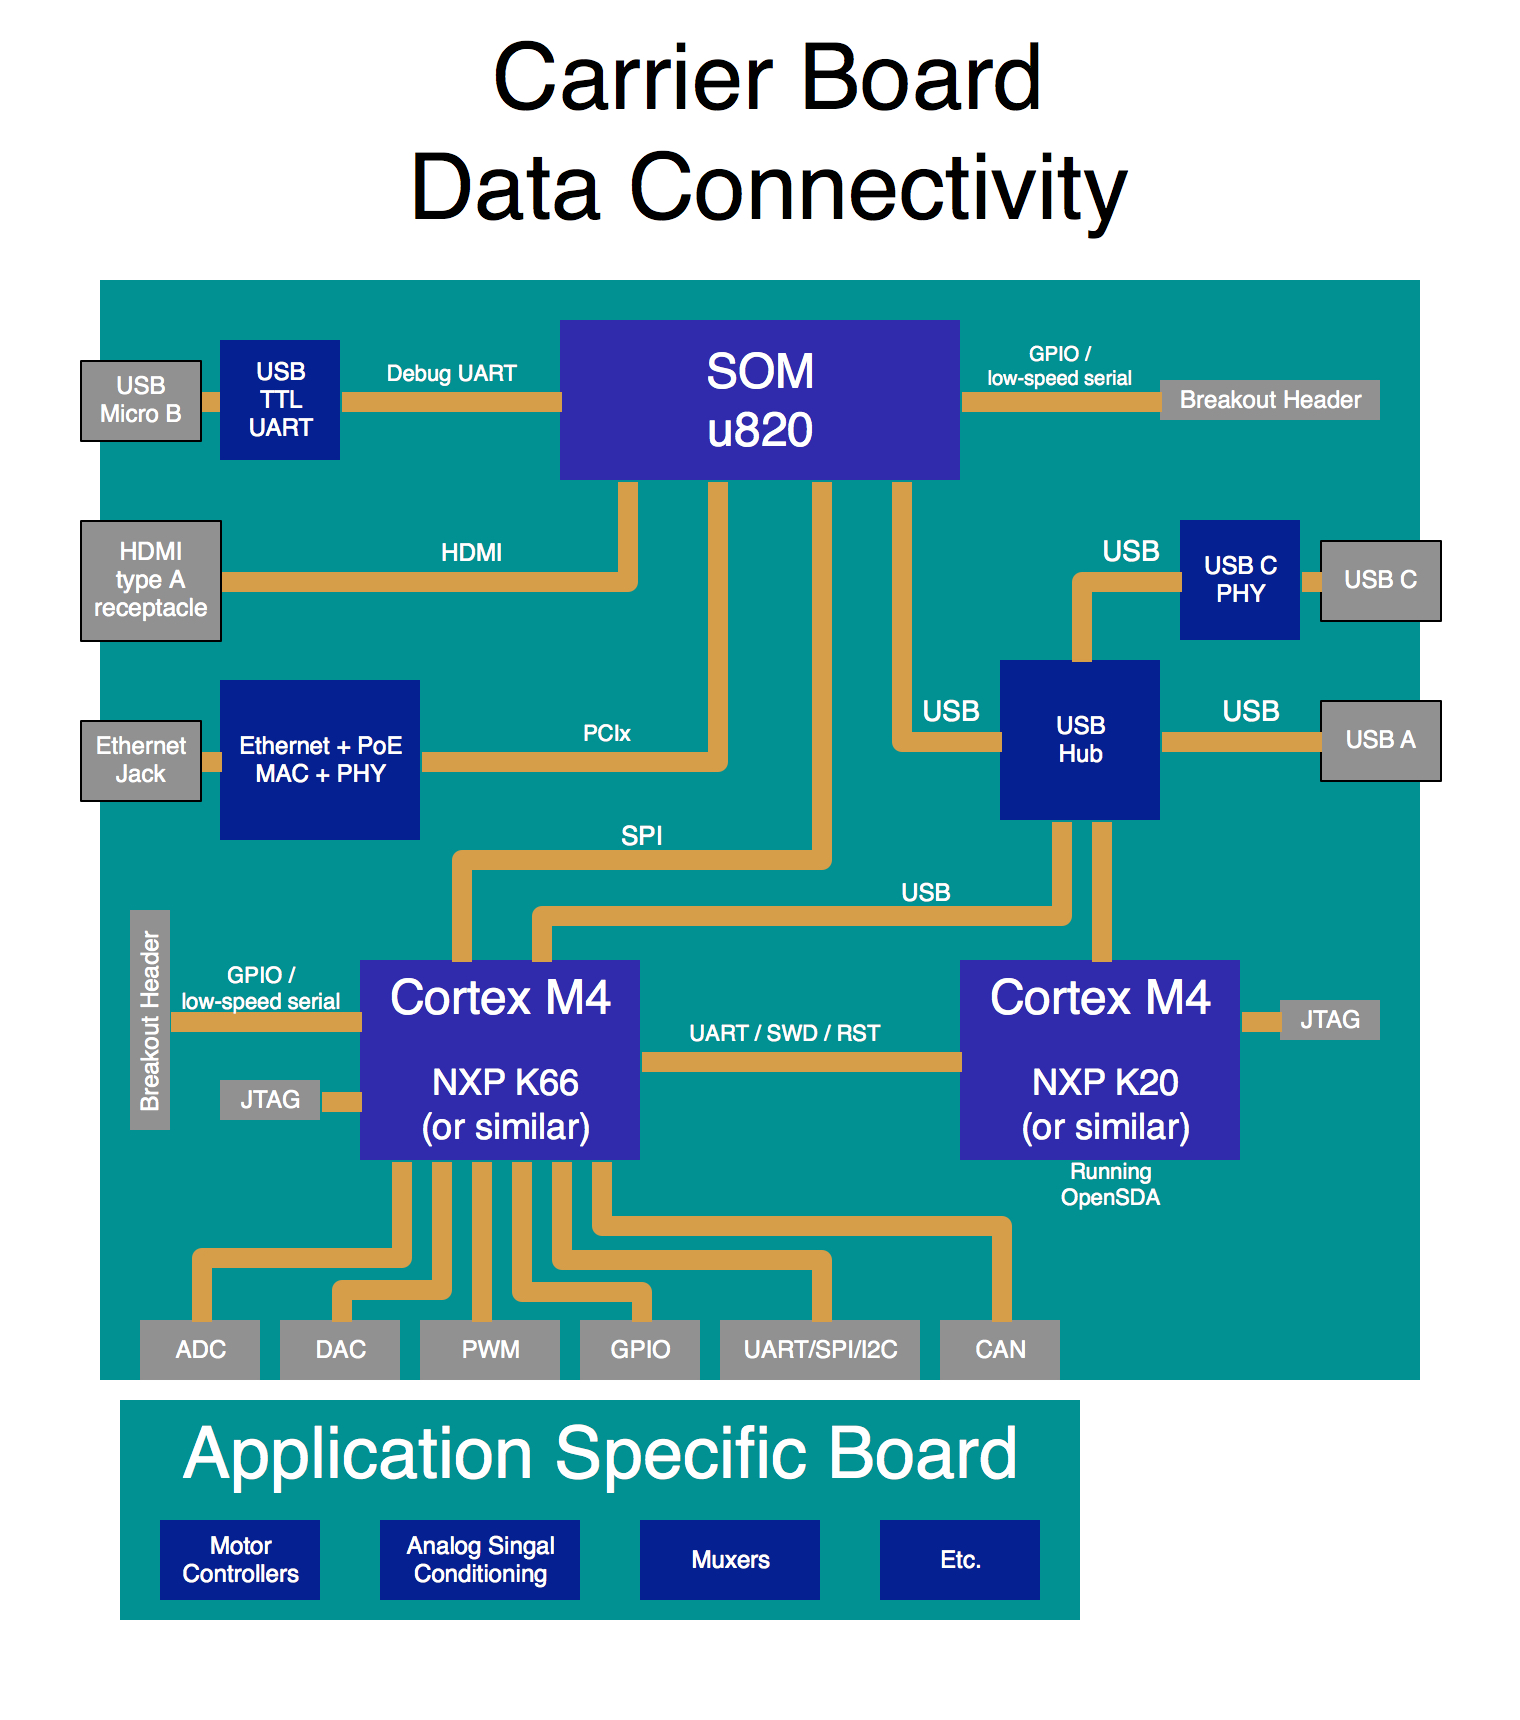 Carrier Board
Data Connectivity
USB
Micro B
USB
TTL
UART
Debug UART
SOM
u820
GPIO /
low-speed serial
Breakout Header
HDMI
type A
receptacle
HDMI
USB
USB C
PHY
USB C
Ethernet
Jack
Ethernet + PoE
MAC + PHY
PCIx
USB
USB
Hub
USB
USB A
SPI
USB
Breakout Header
GPIO /
low-speed serial
JTAG
Cortex M4
NXP K66
(or similar)
UART / SWD / RST
Cortex M4
NXP K20
(or similar)
Running
OpenSDA
JTAG
ADC
DAC
PWM
GPIO
UART/SPI/I2C
CAN
Application Specific Board
Motor
Controllers
Analog Singal
Conditioning
Muxers
Etc.